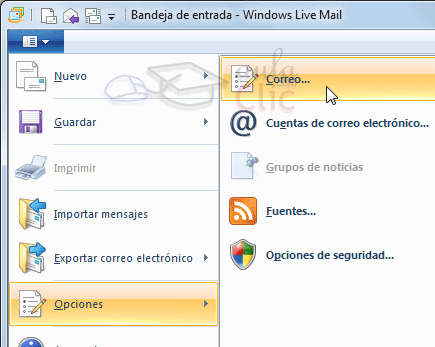 Bandeja de entrada - Windows Live Mail
Nuevo
Guardar
Imprimir
Importar mensajes
Exportar correo electrónico
Opciones
aula
Clic
Correo...
Cuentas de correo electrónico...
Grupos de noticias
Fuentes...
Opciones de seguridad...